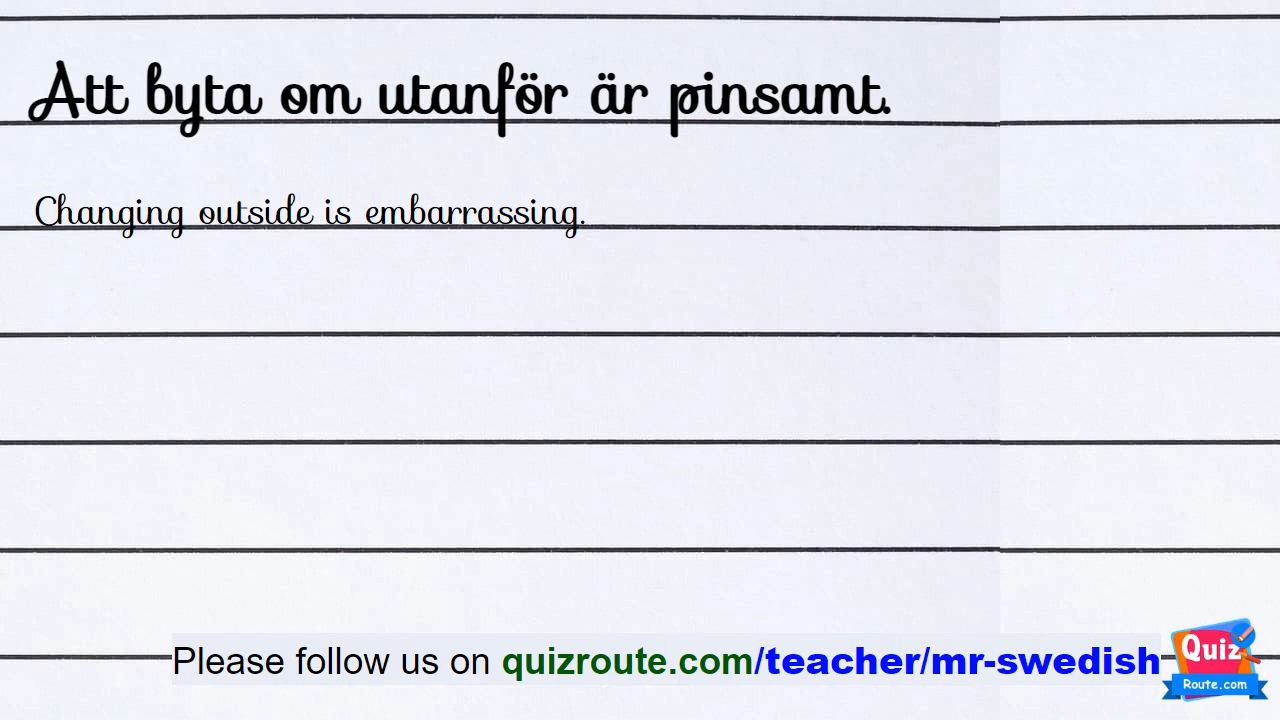 Att byta om utanför är pinsamt.
Changing outside is embarrassing.
Please follow us on quizroute.com/teacher/mr-swedish
Quiz
Route.com